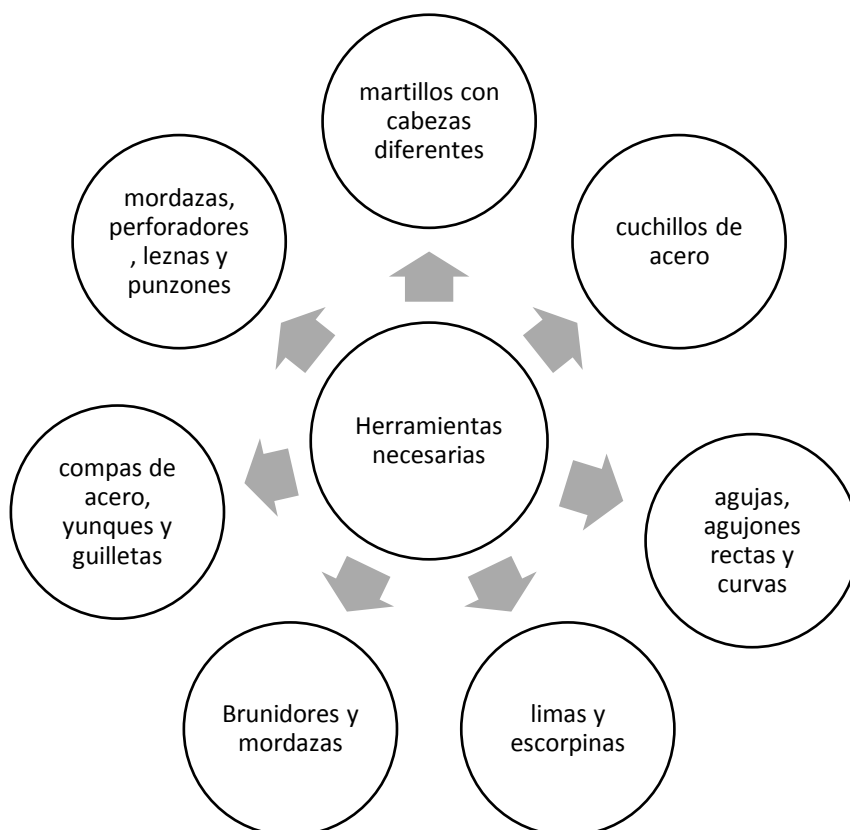 martillos con
cabezas
diferentes
cuchillos de
acero
agujas,
agujones
rectas y
curvas
limas y
escorpinas
Brunidores y
mordazas
compas de
acero,
yunques y
guilletas
mordazas,
perforadores
, leznas y
punzones
Herramientas
necesarias